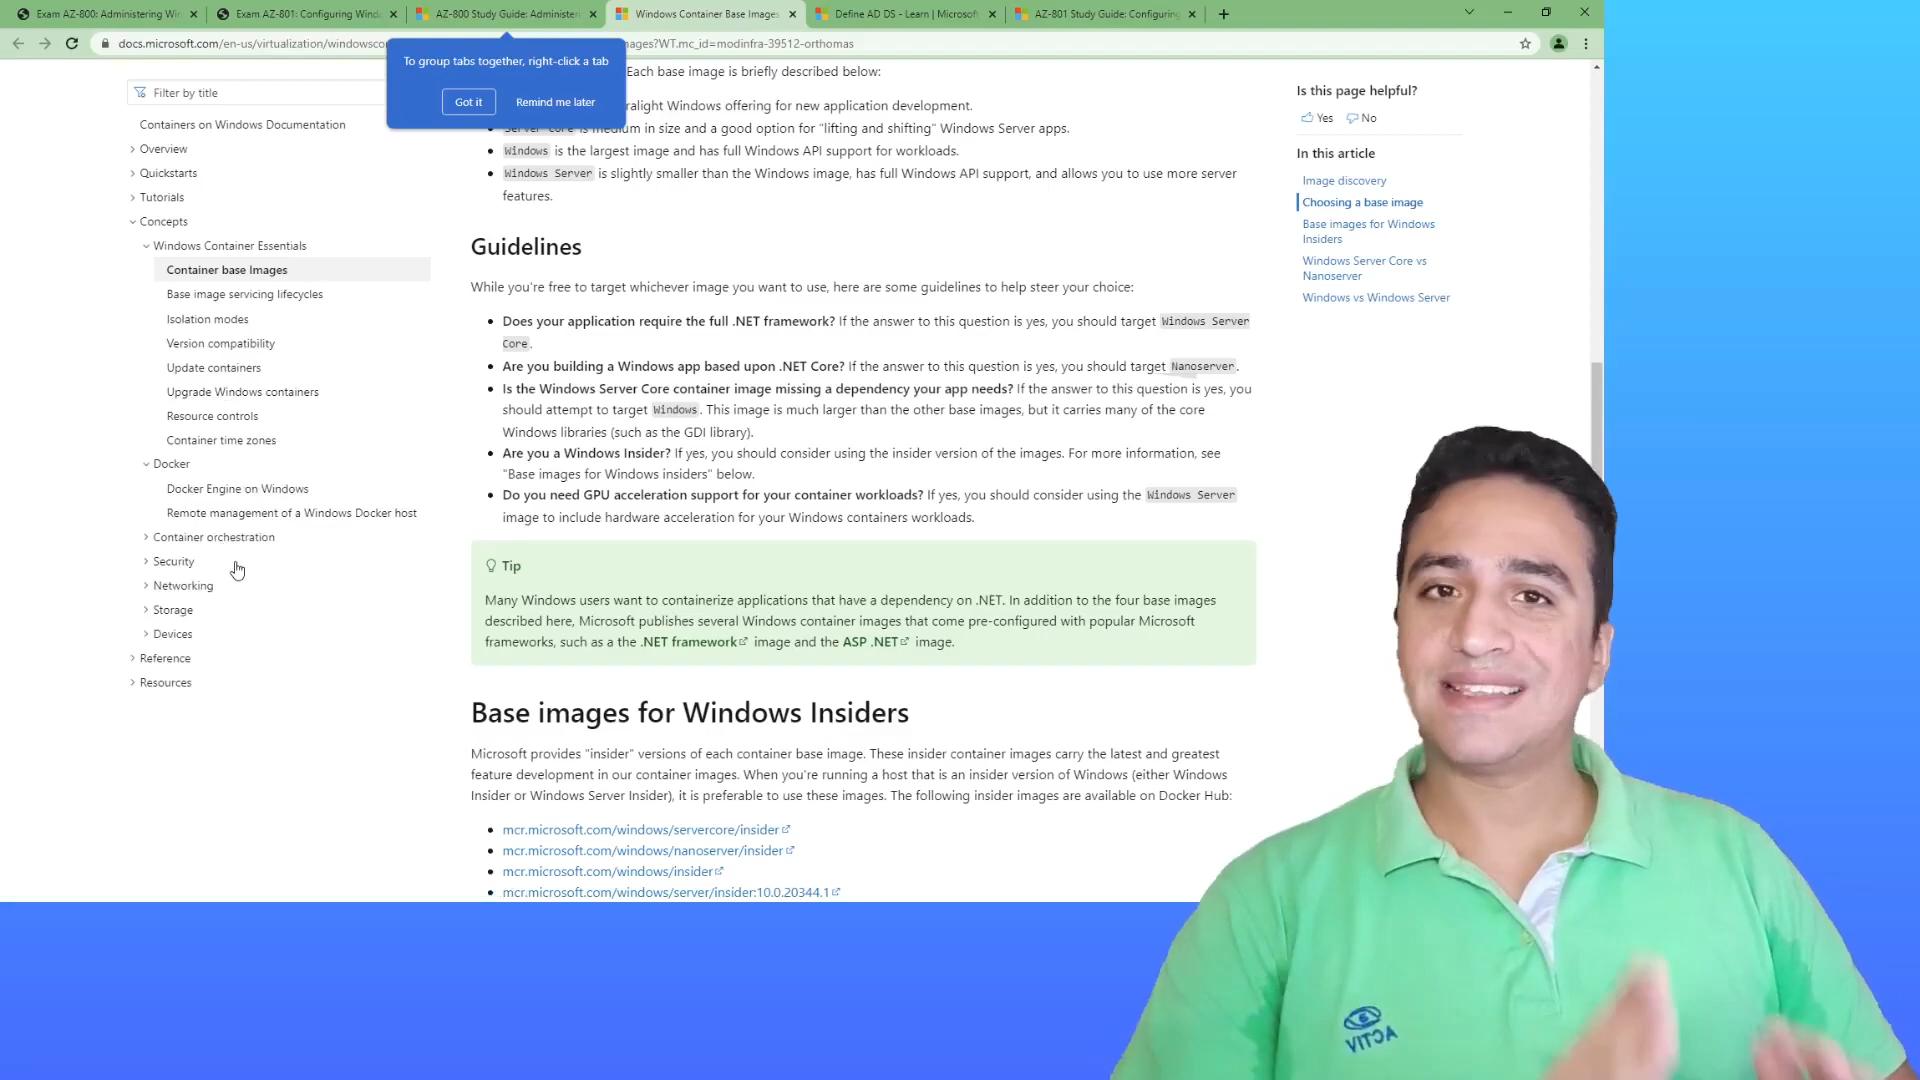 Exam AZ-800: Administering Win
Exam AZ-801: Configuring Wind
AZ-800 Study Guide: Administer
Windows Container Base Images
Define AD DS - Learn | Microsoft
AZ-801 Study Guide: Configuring
docs.microsoft.com/en-us/virtualization/windowscon
mages?WT.mc_id=modinfra-39512-orthomas
To group tabs together, right-click a tab
Got it
Remind me later
Filter by title
Containers on Windows Documentation
Overview
Quickstarts
Tutorials
Concepts
Windows Container Essentials
Container base Images
Base image servicing lifecycles
Isolation modes
Version compatibility
Update containers
Upgrade Windows containers
Resource controls
Container time zones
Docker
Docker Engine on Windows
Remote management of a Windows Docker host
Container orchestration
Security
Networking
Storage
Devices
Reference
Resources
Each base image is briefly described below:
ralight Windows offering for new application development.
Server Core is medium in size and a good option for "lifting and shifting" Windows Server apps.
Windows is the largest image and has full Windows API support for workloads.
Windows Server is slightly smaller than the Windows image, has full Windows API support, and allows you to use more server
features.
Guidelines
While you're free to target whichever image you want to use, here are some guidelines to help steer your choice:
Does your application require the full .NET framework? If the answer to this question is yes, you should target Windows Server
Core.
Are you building a Windows app based upon .NET Core? If the answer to this question is yes, you should target Nanoserver.
Is the Windows Server Core container image missing a dependency your app needs? If the answer to this question is yes, you
should attempt to target Windows. This image is much larger than the other base images, but it carries many of the core
Windows libraries (such as the GDI library).
Are you a Windows Insider? If yes, you should consider using the insider version of the images. For more information, see
"Base images for Windows insiders" below.
Do you need GPU acceleration support for your container workloads? If yes, you should consider using the Windows Server
image to include hardware acceleration for your Windows containers workloads.
Tip
Many Windows users want to containerize applications that have a dependency on .NET. In addition to the four base images
described here, Microsoft publishes several Windows container images that come pre-configured with popular Microsoft
frameworks, such as a the .NET framework image and the ASP .NET image.
Base images for Windows Insiders
Microsoft provides "insider" versions of each container base image. These insider container images carry the latest and greatest
feature development in our container images. When you're running a host that is an insider version of Windows (either Windows
Insider or Windows Server Insider), it is preferable to use these images. The following insider images are available on Docker Hub:
mcr.microsoft.com/windows/servercore/insider
mcr.microsoft.com/windows/nanoserver/insider
mcr.microsoft.com/windows/insider
mcr.microsoft.com/windows/server/insider:10.0.20344.1
Is this page helpful?
Yes
No
In this article
Image discovery
Choosing a base image
Base images for Windows
Insiders
Windows Server Core vs
Nanoserver
Windows vs Windows Server
ACTIV